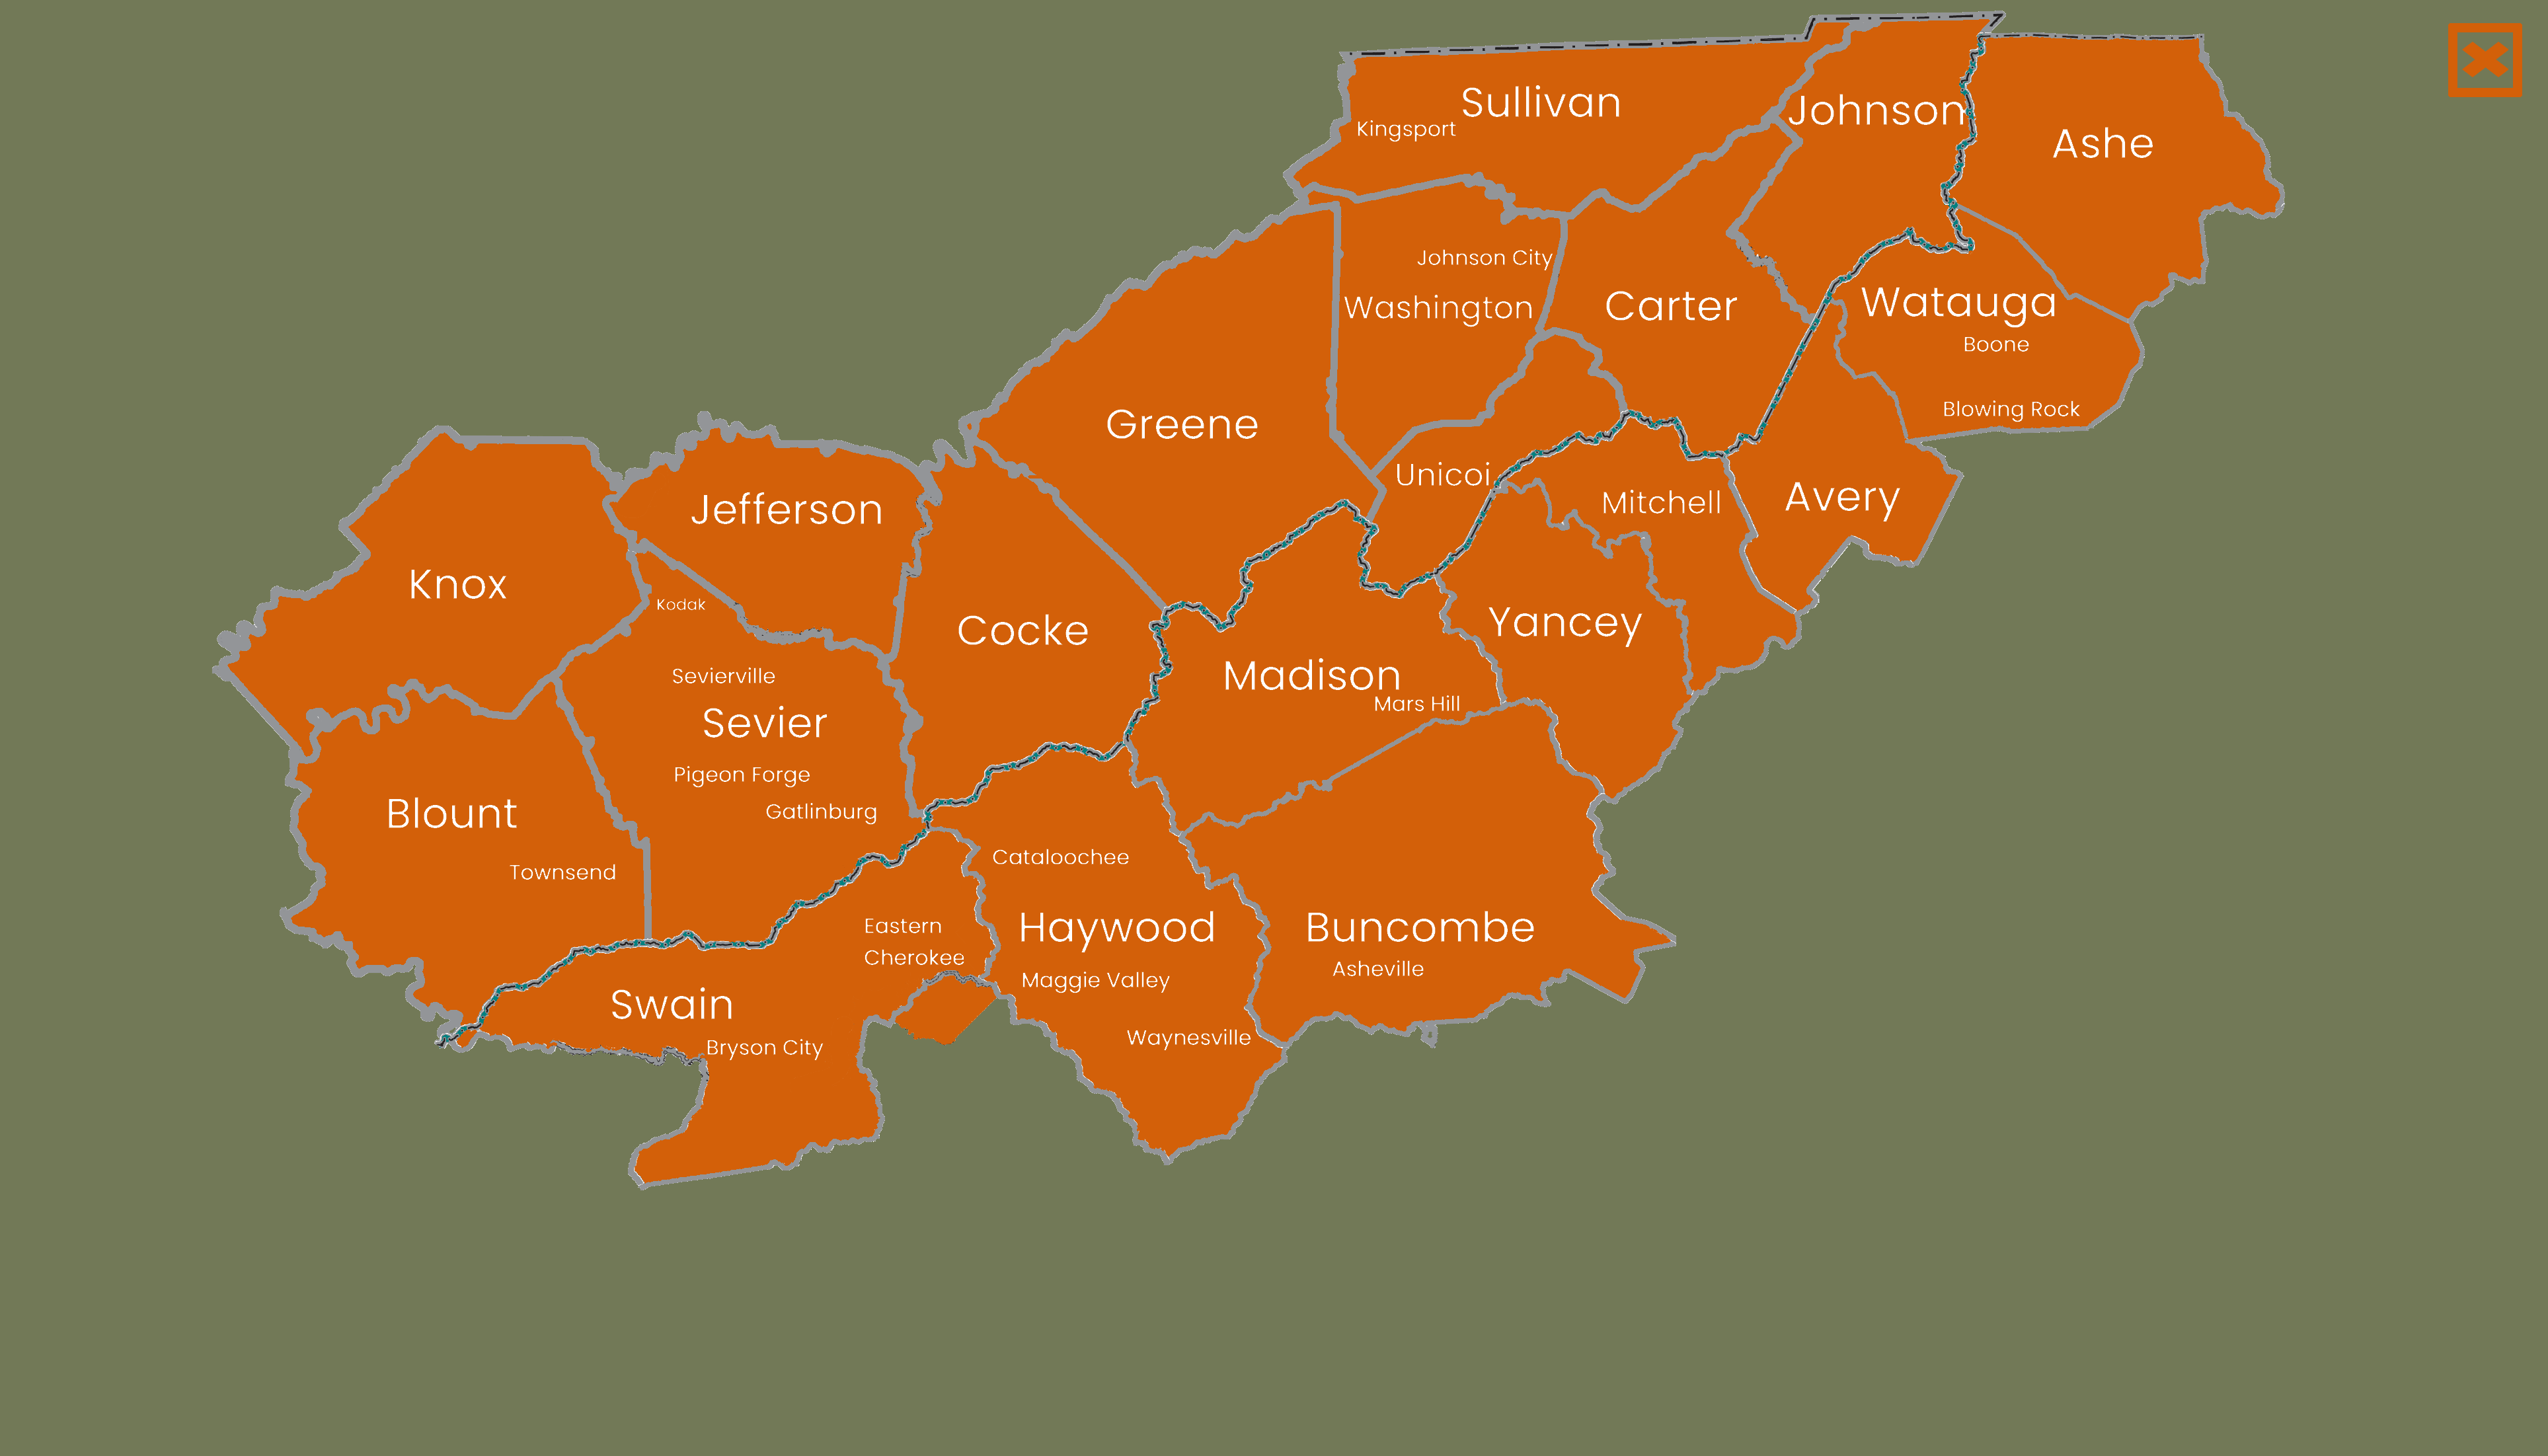 Sullivan
Kingsport
Johnson
Ashe
Johnson City
Washington
Carter
Watauga
Boone
Blowing Rock
Greene
Unicoi
Mitchell
Avery
Jefferson
Knox
Kodak
Cocke
Yancey
Madison
Mars Hill
Sevierville
Sevier
Pigeon Forge
Gatlinburg
Blount
Townsend
Cataloochee
Eastern
Cherokee
Haywood
Maggie Valley
Waynesville
Buncombe
Asheville
Swain
Bryson City